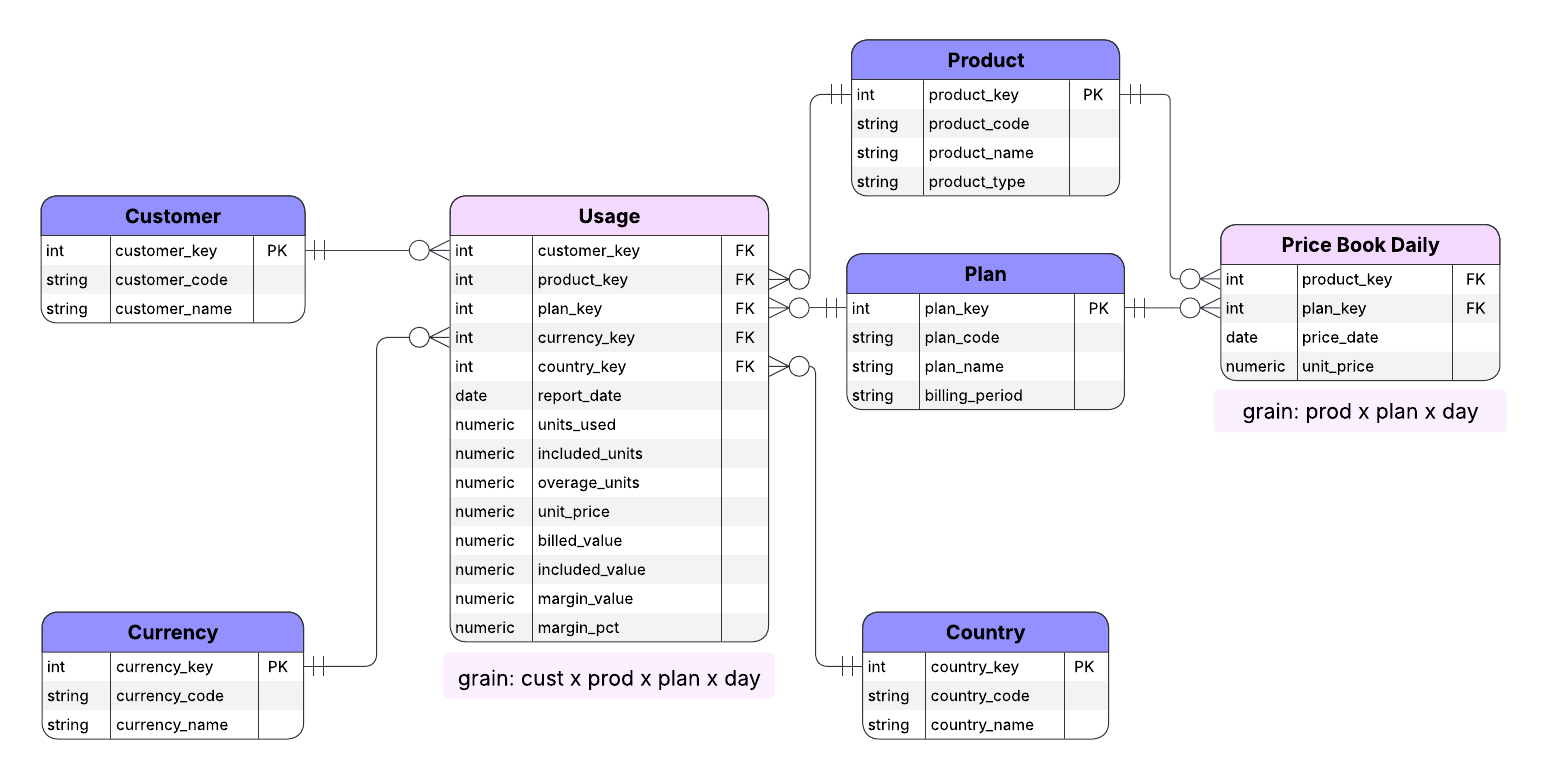 Product
int product_key PK
string product_code
string product_name
string product_type
Customer
int customer_key PK
string customer_code
string customer_name
Usage
int customer_key FK
int product_key FK
int plan_key FK
int currency_key FK
int country_key FK
date report_date
numeric units_used
numeric included_units
numeric overage_units
numeric unit_price
numeric billed_value
numeric included_value
numeric margin_value
numeric margin_pct
grain: cust x prod x plan x day
Plan
int plan_key PK
string plan_code
string plan_name
string billing_period
Price Book Daily
int product_key FK
int plan_key FK
date price_date
numeric unit_price
grain: prod x plan x day
Currency
int currency_key PK
string currency_code
string currency_name
Country
int country_key PK
string country_code
string country_name